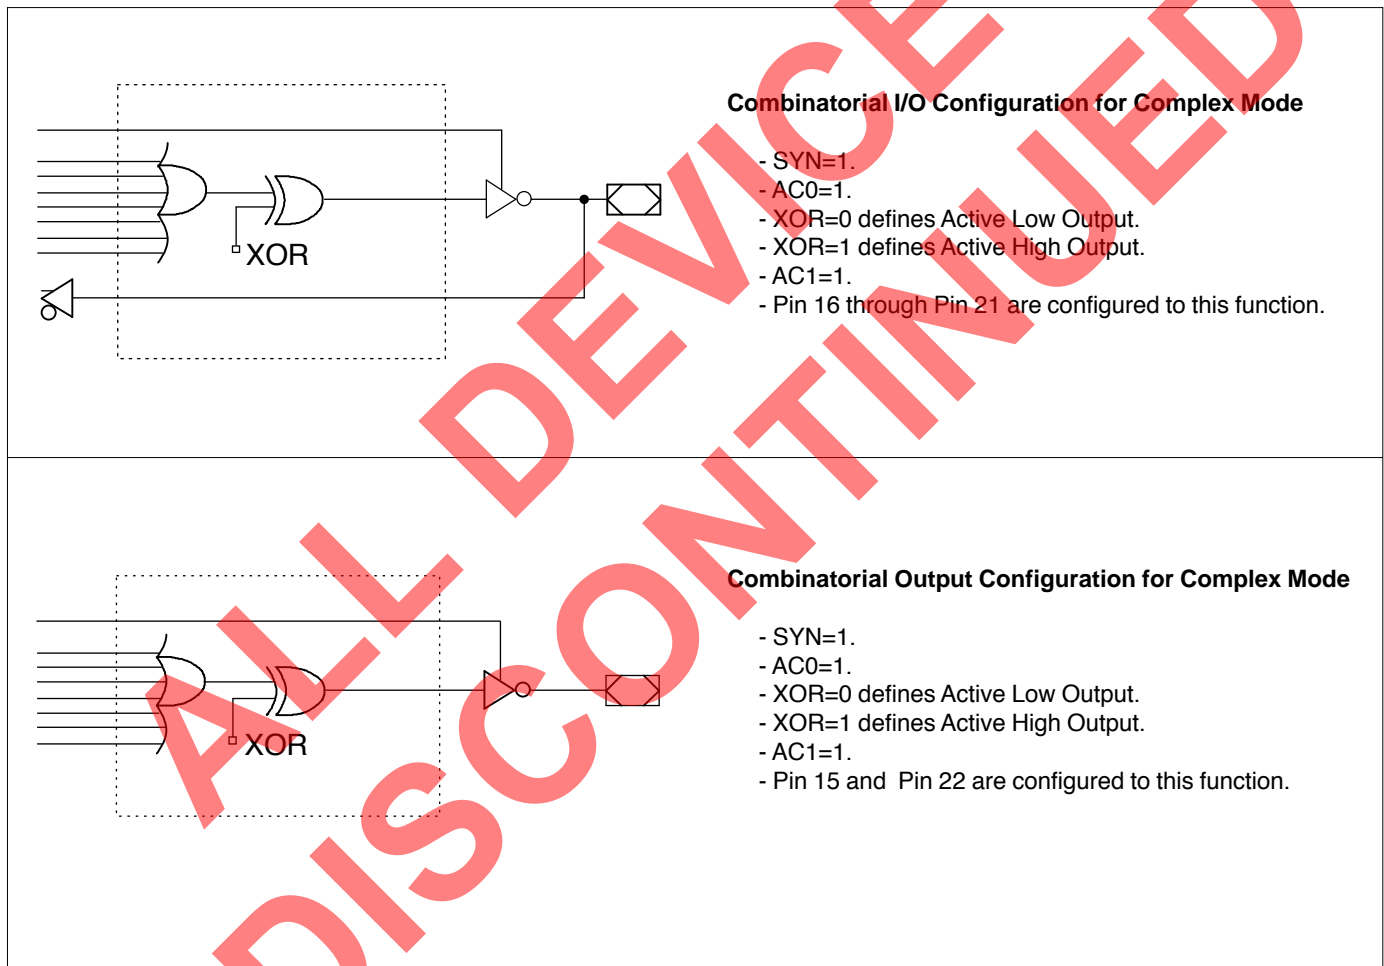 Combinatorial I/O Configuration for Complex Mode
- SYN=1.
- AC0=1.
- XOR=0 defines Active Low Output.
- XOR=1 defines Active High Output.
- AC1=1.
- Pin 16 through Pin 21 are configured to this function.
XOR
Combinatorial Output Configuration for Complex Mode
- SYN=1.
- AC0=1.
- XOR=0 defines Active Low Output.
- XOR=1 defines Active High Output.
- AC1=1.
- Pin 15 and  Pin 22 are configured to this function.
XOR
ALL DEVICE
DISCONTINUED